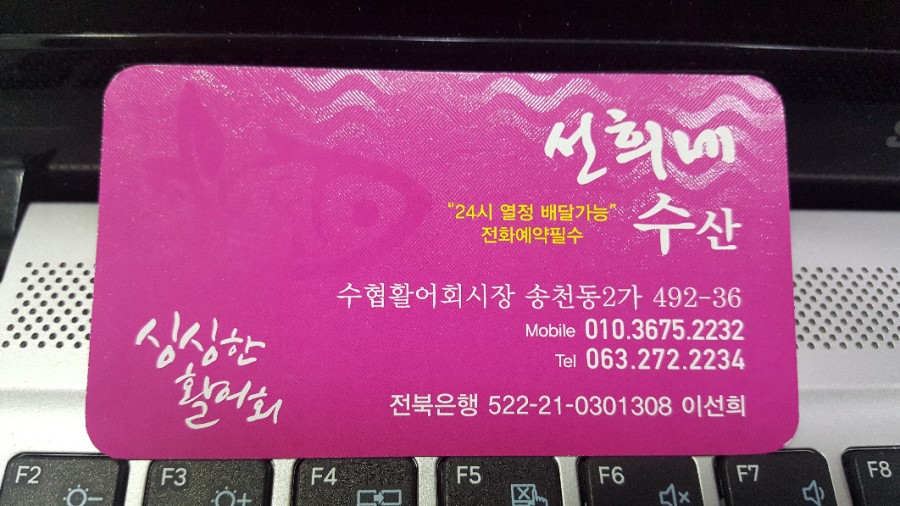 선희네
수산
"24시 열정 배달가능"
전화예약필수
수협활어회시장 송천동2가 492-36
Mobile 010.3675.2232
Tel 063.272.2234
전북은행 522-21-0301308 이선희
싱싱한
활어회
F2 F3 F4 F5 F6 F7 F8